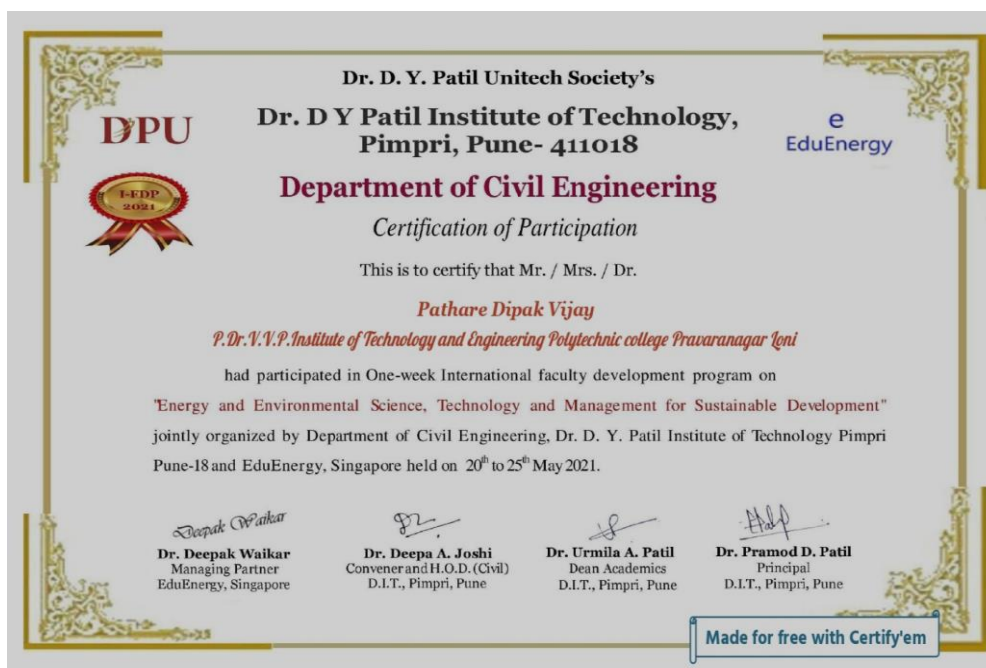 Dr. D. Y. Patil Unitech Society's
DPU
Dr. D Y Patil Institute of Technology,
Pimpri, Pune- 411018
e
EduEnergy
I-FDP
2021
Department of Civil Engineering
Certification of Participation
This is to certify that Mr. / Mrs. / Dr.
Pathare Dipak Vijay
P.Dr.V.V.P.Institute of Technology and Engineering Polytechnic college Pravaranagar Loni
had participated in One-week International faculty development program on
"Energy and Environmental Science, Technology and Management for Sustainable Development"
jointly organized by Department of Civil Engineering, Dr. D. Y. Patil Institute of Technology Pimpri
Pune-18 and EduEnergy, Singapore held on 20th to 25th May 2021.
Deepak Waikar
Dr. Deepak Waikar
Managing Partner
EduEnergy, Singapore
Dr. Deepa A. Joshi
Convener and H.O.D. (Civil)
D.I.T., Pimpri, Pune
Dr. Urmila A. Patil
Dean Academics
D.I.T., Pimpri, Pune
Dr. Pramod D. Patil
Principal
D.I.T., Pimpri, Pune
Made for free with Certify'em